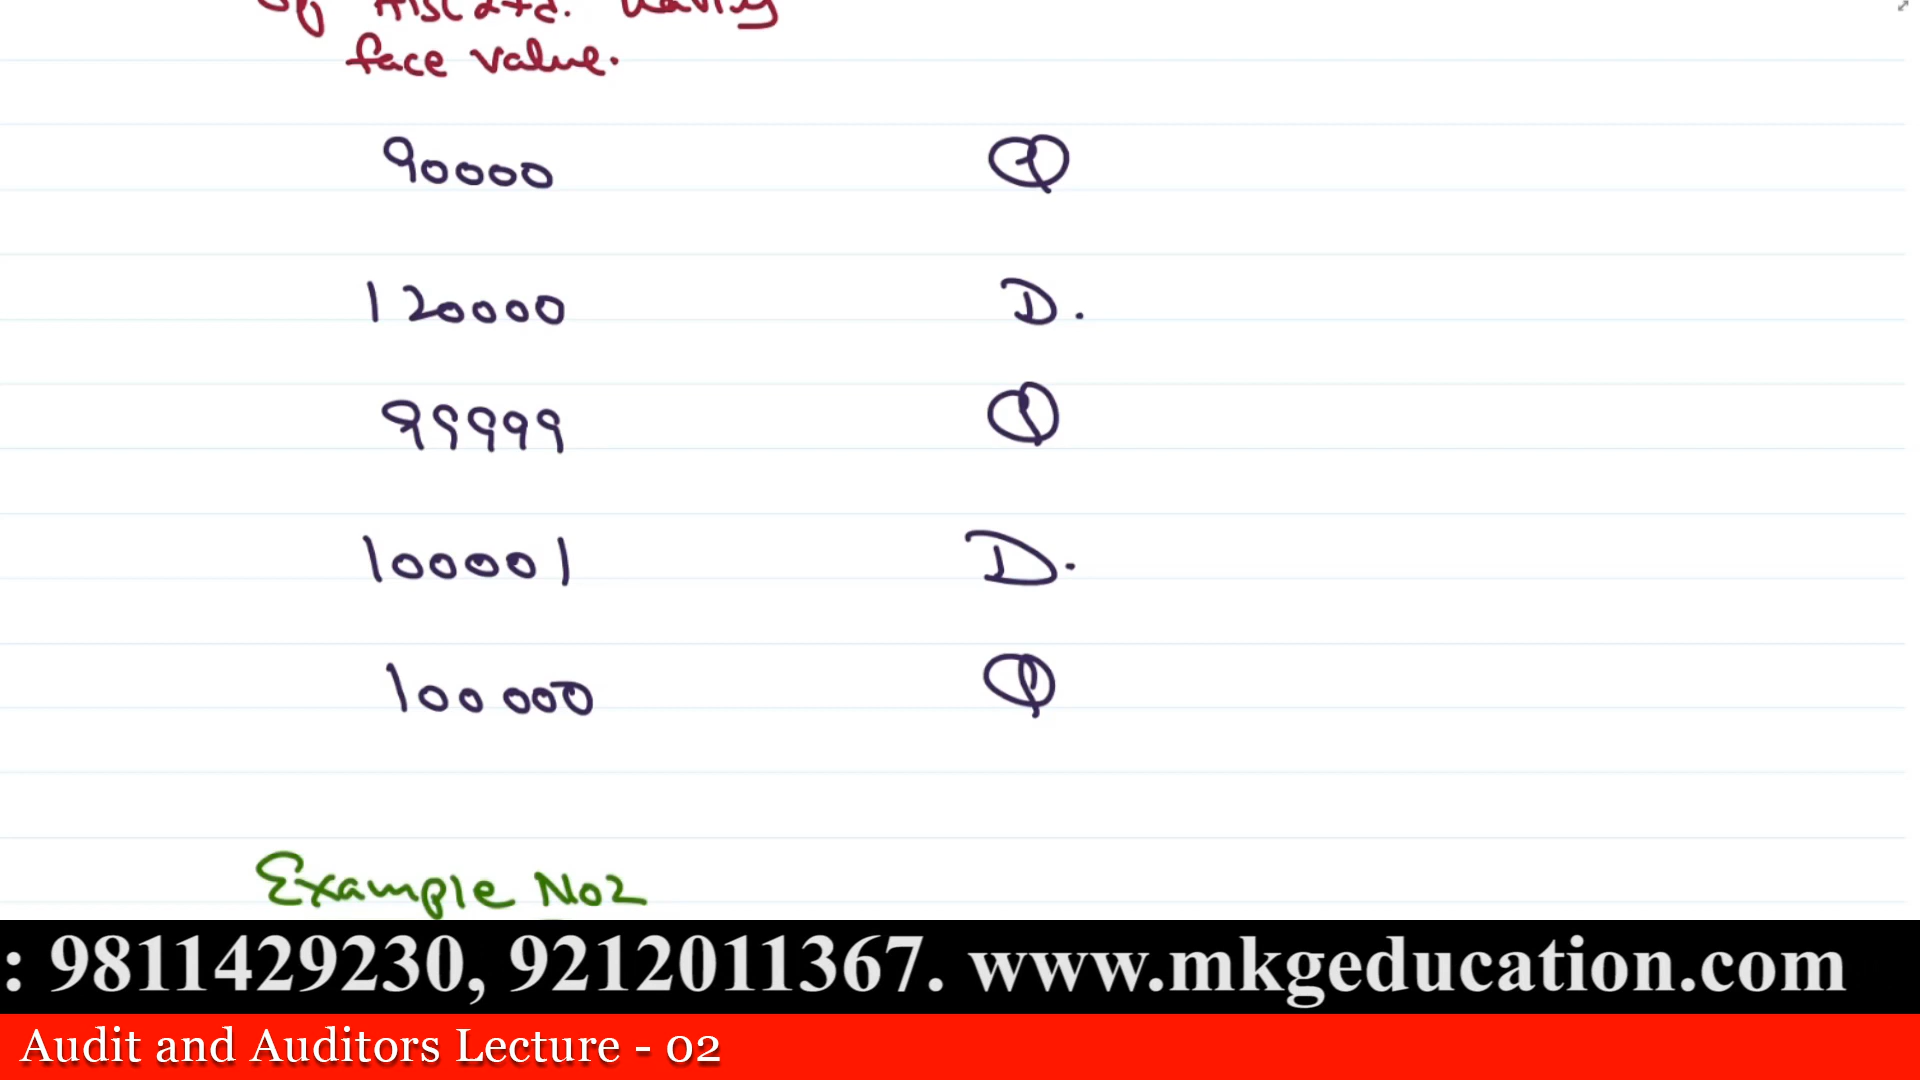 face value.
90000 Q
120000 D.
99999 Q
100001 D.
100000 Q
Example No2
: 9811429230, 9212011367. www.mkgeducation.com
Audit and Auditors Lecture - 02